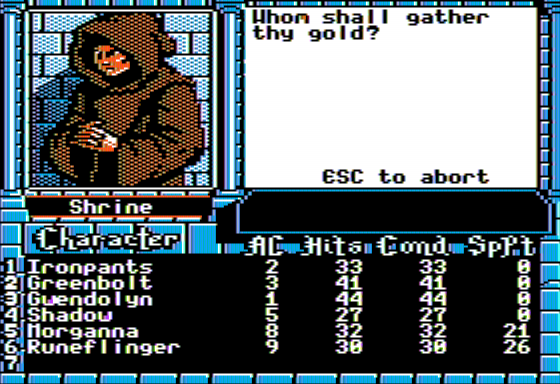 Whom shall gather
thy gold?
ESC to abort
Shrine
Character AC Hits Cond SpPt
1 Ironpants 2 33 33 0
2 Greenbolt 3 41 41 0
3 Gwendolyn 1 44 44 0
4 Shadow 5 27 27 0
5 Morganna 8 32 32 21
6 Runeflinger 9 30 30 26
7